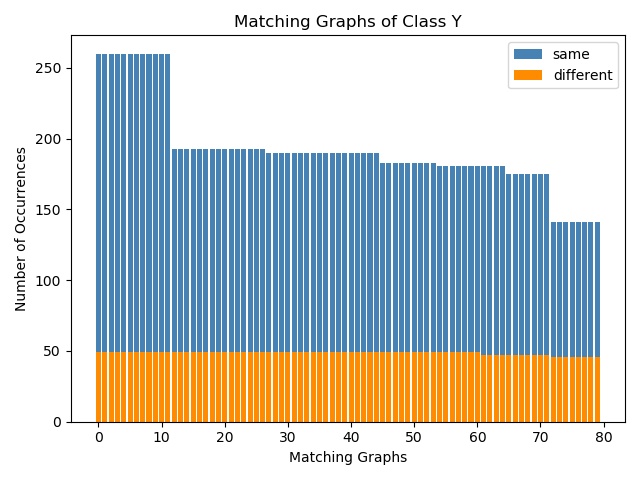 Matching Graphs of Class Y
same
different
Number of Occurrences
250
200
150
100
50
0
0 10 20 30 40 50 60 70 80
Matching Graphs